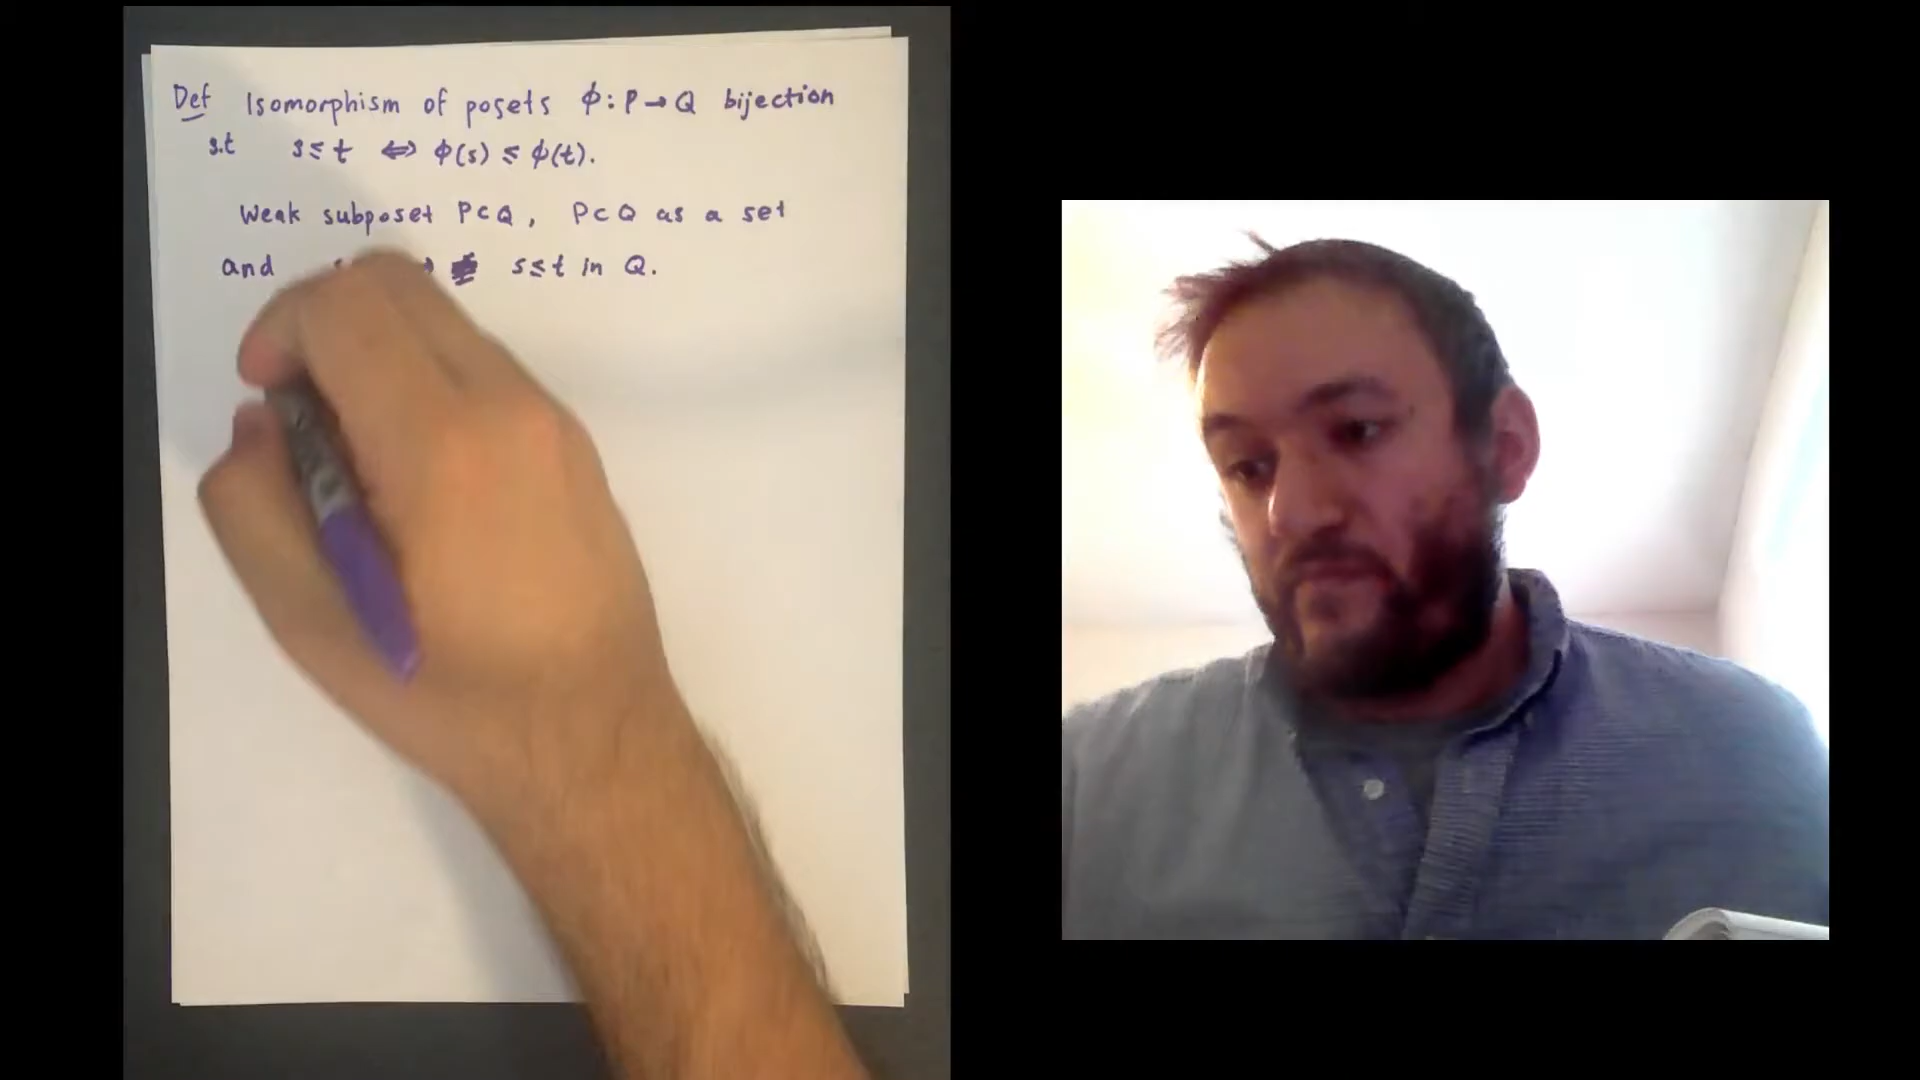 Def Isomorphism of posets ϕ: P → Q bijection
s.t s ≤ t ⇔ ϕ(s) ≤ ϕ(t).
Weak subposet P ⊂ Q, P ⊂ Q as a set
and s≤t in Q.